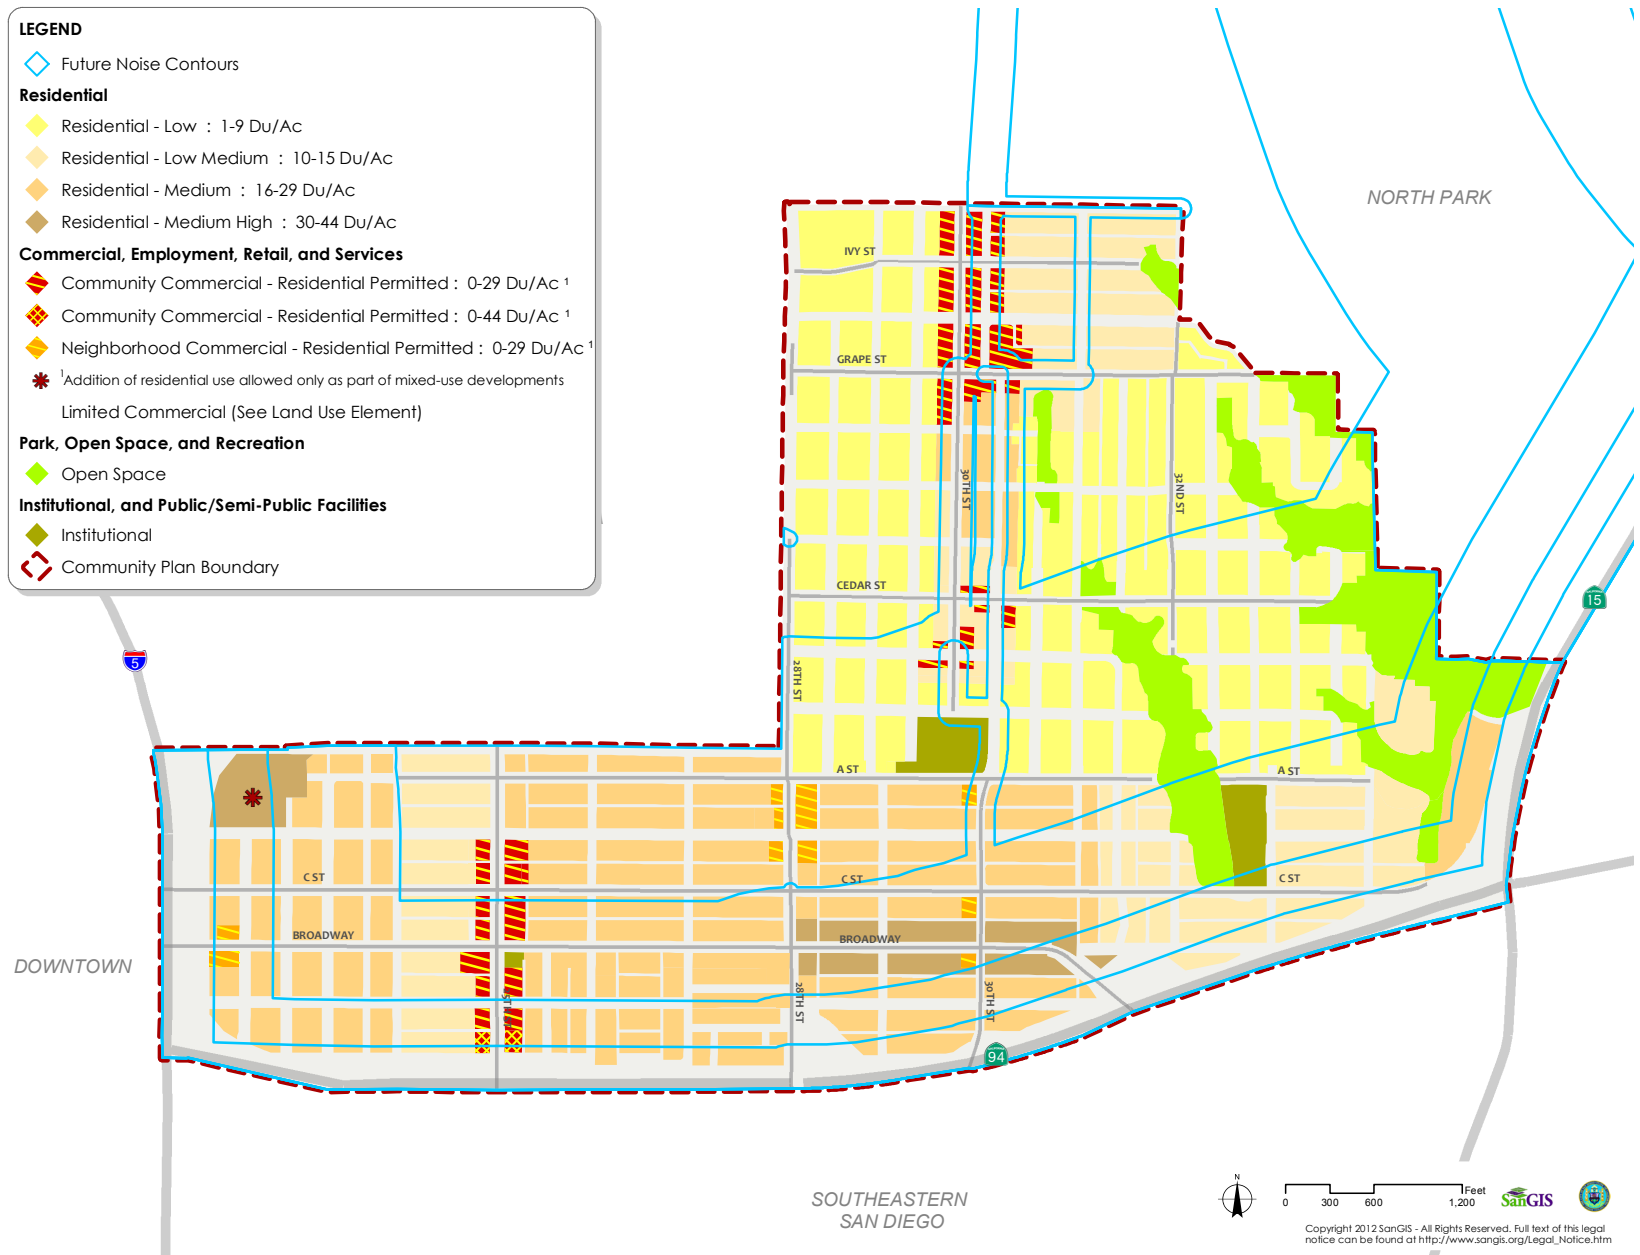 LEGEND
Future Noise Contours
Residential
Residential - Low : 1-9 Du/Ac
Residential - Low Medium : 10-15 Du/Ac
Residential - Medium : 16-29 Du/Ac
Residential - Medium High : 30-44 Du/Ac
Commercial, Employment, Retail, and Services
Community Commercial - Residential Permitted : 0-29 Du/Ac ¹
Community Commercial - Residential Permitted : 0-44 Du/Ac ¹
Neighborhood Commercial - Residential Permitted : 0-29 Du/Ac ¹
¹Addition of residential use allowed only as part of mixed-use developments
Limited Commercial (See Land Use Element)
Park, Open Space, and Recreation
Open Space
Institutional, and Public/Semi-Public Facilities
Institutional
Community Plan Boundary
NORTH PARK
IVY ST
GRAPE ST
30TH ST
32ND ST
CEDAR ST
15
5
28TH ST
A ST
A ST
C ST
C ST
C ST
BROADWAY
BROADWAY
DOWNTOWN
28TH ST
30TH ST
94
SOUTHEASTERN
SAN DIEGO
N
Feet
0 300 600 1,200
SanGIS
Copyright 2012 SanGIS - All Rights Reserved. Full text of this legal
notice can be found at http://www.sangis.org/Legal_Notice.htm